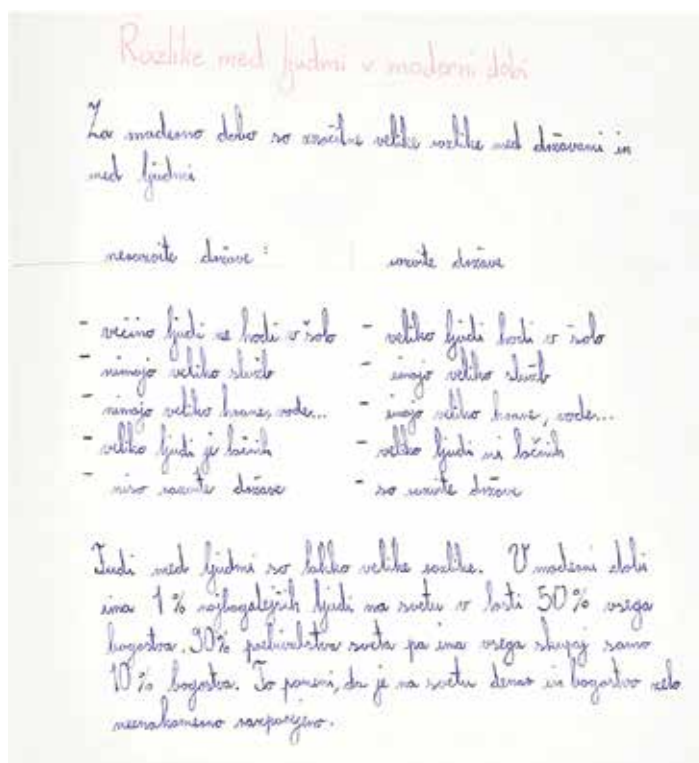 Razlike med ljudmi v moderni dobi
Za moderno dobo so značilne velike razlike med državami in
med ljudmi
nerazvite države : razvite države
- večino ljudi ne hodi v šolo - veliko ljudi hodi v šolo
- nimajo veliko služb - imajo veliko služb
- nimajo veliko hrane, vode... - imajo veliko hrane, vode...
- veliko ljudi je lačnih - veliko ljudi ni lačnih
- niso razvite države - so razvite države
Tudi med ljudmi so lahko velike razlike. V moderni dobi
ima 1% najbogatejših ljudi na svetu v lasti 50% vsega
bogastva. 90% prebivalstva sveta pa ima vsega skupaj samo
10% bogastva. To pomeni, da je na svetu denar in bogastvo zelo
neenakomerno razporejeno.